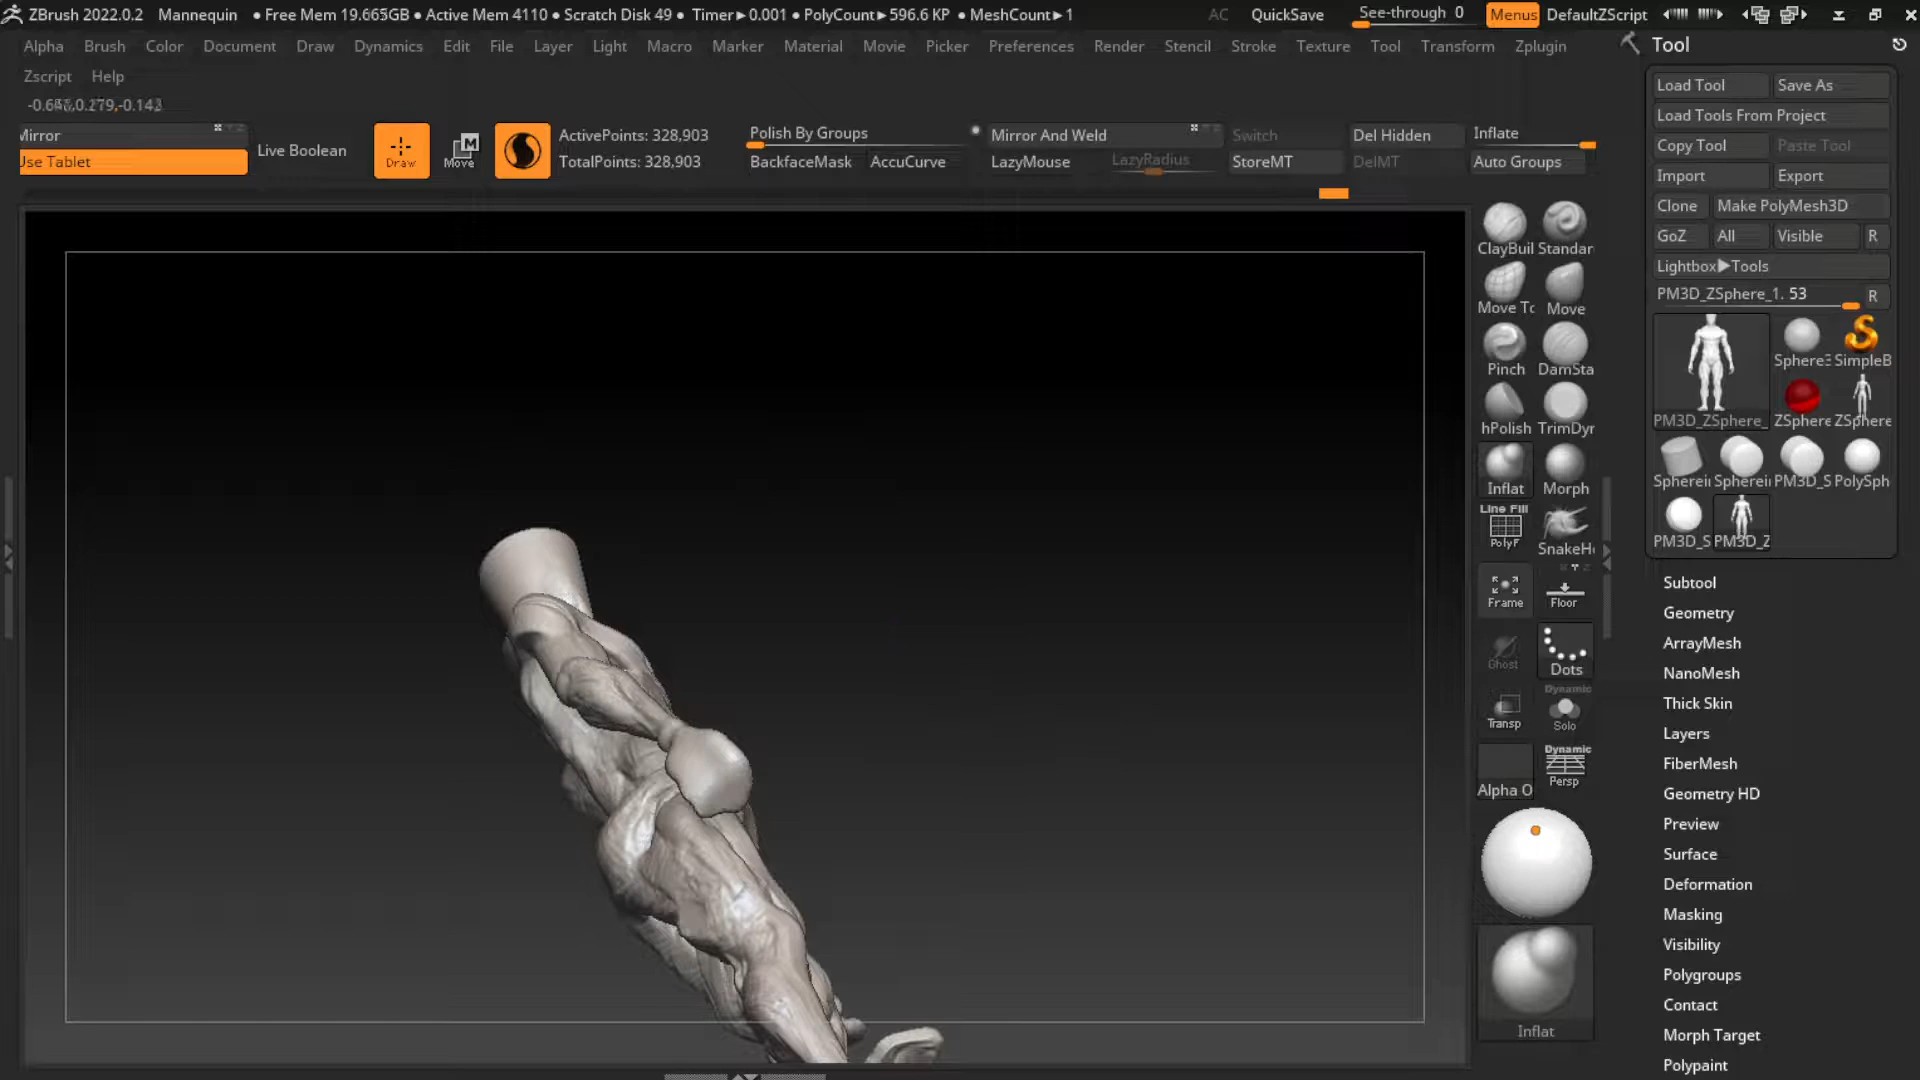 ZBrush 2022.0.2 Mannequin • Free Mem 19.665GB • Active Mem 4110 • Scratch Disk 49 • Timer►0.001 • PolyCount►596.6 KP • MeshCount►1 AC QuickSave See-through 0 Menus DefaultZScript
Alpha Brush Color Document Draw Dynamics Edit File Layer Light Macro Marker Material Movie Picker Preferences Render Stencil Stroke Texture Tool Transform Zplugin
Zscript Help
Mirror
Use Tablet
Live Boolean
Draw
Move
M
ActivePoints: 328,903
TotalPoints: 328,903
Polish By Groups
BackfaceMask AccuCurve
Mirror And Weld
LazyMouse LazyRadius
Switch
StoreMT
Del Hidden
DelMT
Inflate
Auto Groups
ClayBuil Standar
Move To Move
Pinch DamSta
hPolish TrimDyn
Inflat Morph
Line Fill
PolyF SnakeHo
Frame Floor
Ghost Dots
Transp Dynamic
Solo
Alpha O Dynamic
Persp
Inflat
Tool
Load Tool Save As
Load Tools From Project
Copy Tool Paste Tool
Import Export
Clone Make PolyMesh3D
GoZ All Visible R
Lightbox►Tools
PM3D_ZSphere_1. 53 R
Sphere3 SimpleB
PM3D_ZSphere_ ZSphere ZSphere
Spherein Spherein PM3D_S PolySph
PM3D_S PM3D_Z
Subtool
Geometry
ArrayMesh
NanoMesh
Thick Skin
Layers
FiberMesh
Geometry HD
Preview
Surface
Deformation
Masking
Visibility
Polygroups
Contact
Morph Target
Polypaint